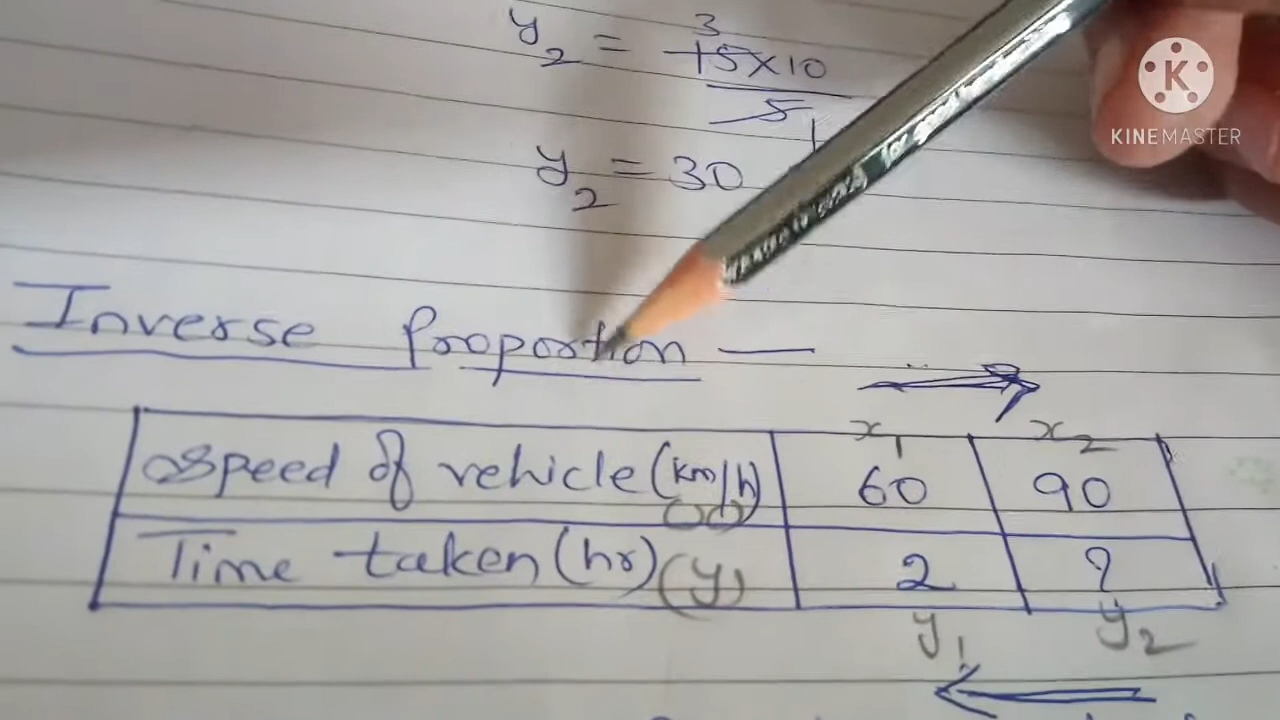 y2 = 3
15×10
5 1
y2 = 30
KINEMASTER
Inverse Proportion —
x1 x2
Speed of vehicle (km/h) (x) 60 90
Time taken (hr) (y) 2 ?
y1 y2